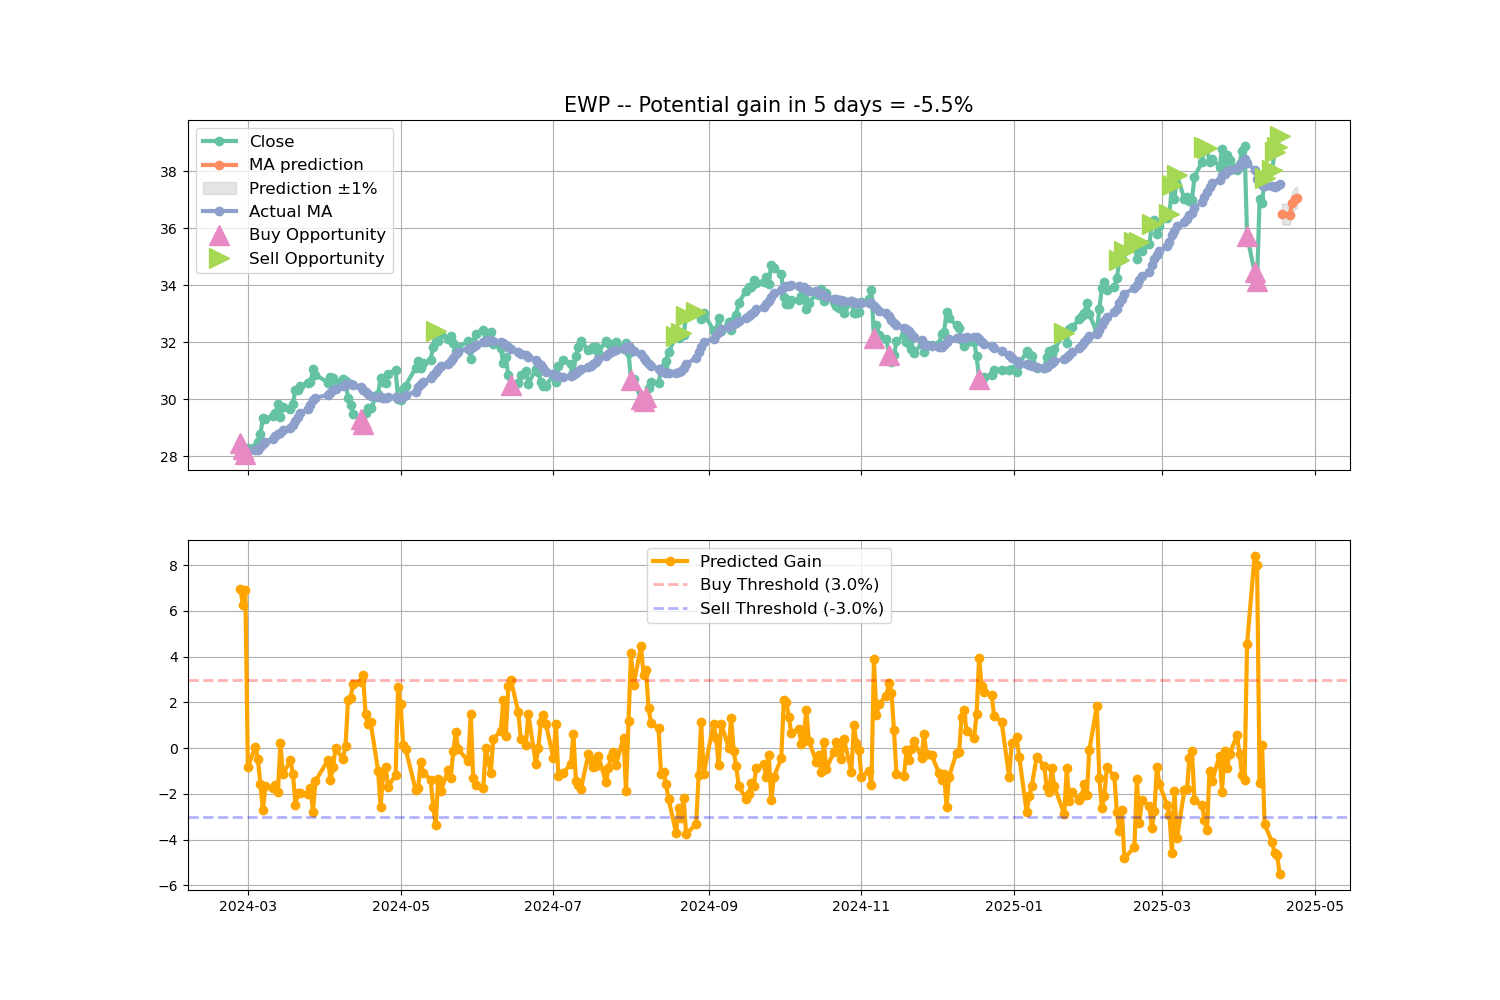 EWP -- Potential gain in 5 days = -5.5%
Close
MA prediction
Prediction ±1%
Actual MA
Buy Opportunity
Sell Opportunity
38
36
34
32
30
28
Predicted Gain
Buy Threshold (3.0%)
Sell Threshold (-3.0%)
8
6
4
2
0
−2
−4
−6
2024-03
2024-05
2024-07
2024-09
2024-11
2025-01
2025-03
2025-05